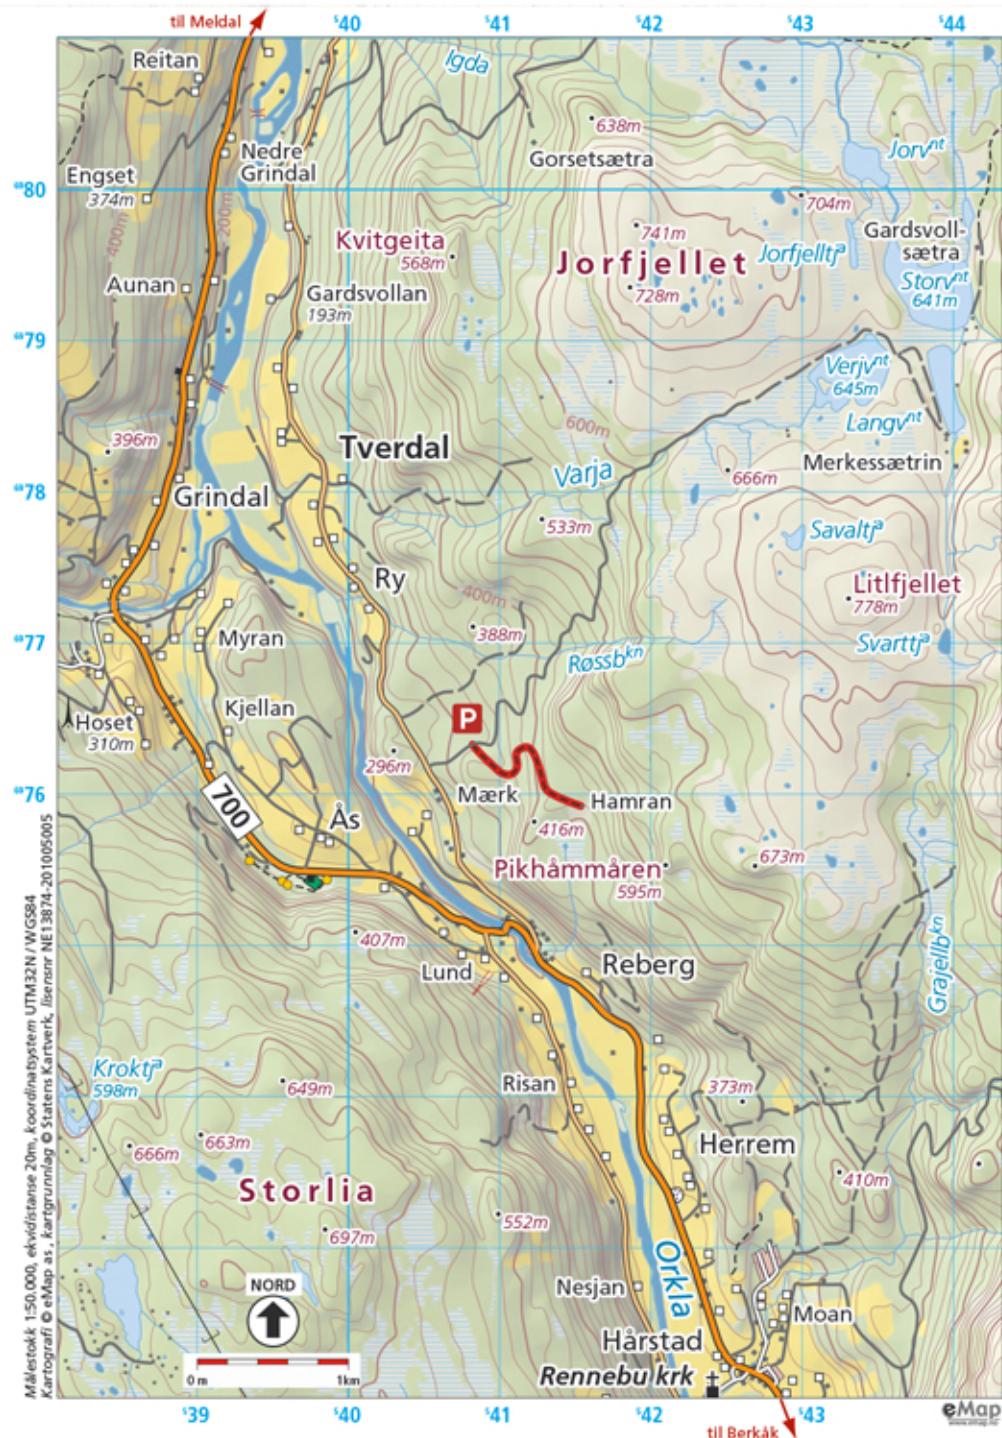 til Meldal
⁵40
⁵41
⁵42
⁵43
⁵44
Reitan
Igda
638m
Nedre
Grindal
Gorsetsætra
Jorvⁿᵗ
Engset
374m
⁶⁹80
400m
200m
704m
741m
Kvitgeita
568m
Jorfjellet
Jorfjelltjᵃ
Gardsvoll-
sætra
Aunan
Gardsvollan
193m
728m
Storvⁿᵗ
641m
⁶⁹79
Verjvⁿᵗ
645m
600m
Langvⁿᵗ
396m
Tverdal
Merkessætrin
Varja
666m
⁶⁹78
Grindal
533m
Savaltjᵃ
Ry
400m
Litlfjellet
778m
388m
⁶⁹77
Myran
Svarttjᵃ
Røssbᵏⁿ
Kjellan
Hoset
310m
P
296m
⁶⁹76
Mærk
Hamran
700
Ås
416m
Pikhåmmåren
595m
673m
407m
Grajellbᵏⁿ
Lund
Reberg
Kroktjᵃ
598m
649m
Risan
373m
663m
666m
Herrem
410m
Storlia
552m
697m
Orkla
NORD
Nesjan
Moan
Hårstad
Rennebu krk
0 m
1km
⁵39
⁵40
⁵41
⁵42
⁵43
til Berkåk
eMap
www.emap.no
Målestokk 1:50.000, ekvidistanse 20m, koordinatsystem UTM32N / WGS84
Kartografi © eMap as, kartgrunnlag © Statens Kartverk, lisensnr NE13874-201005005